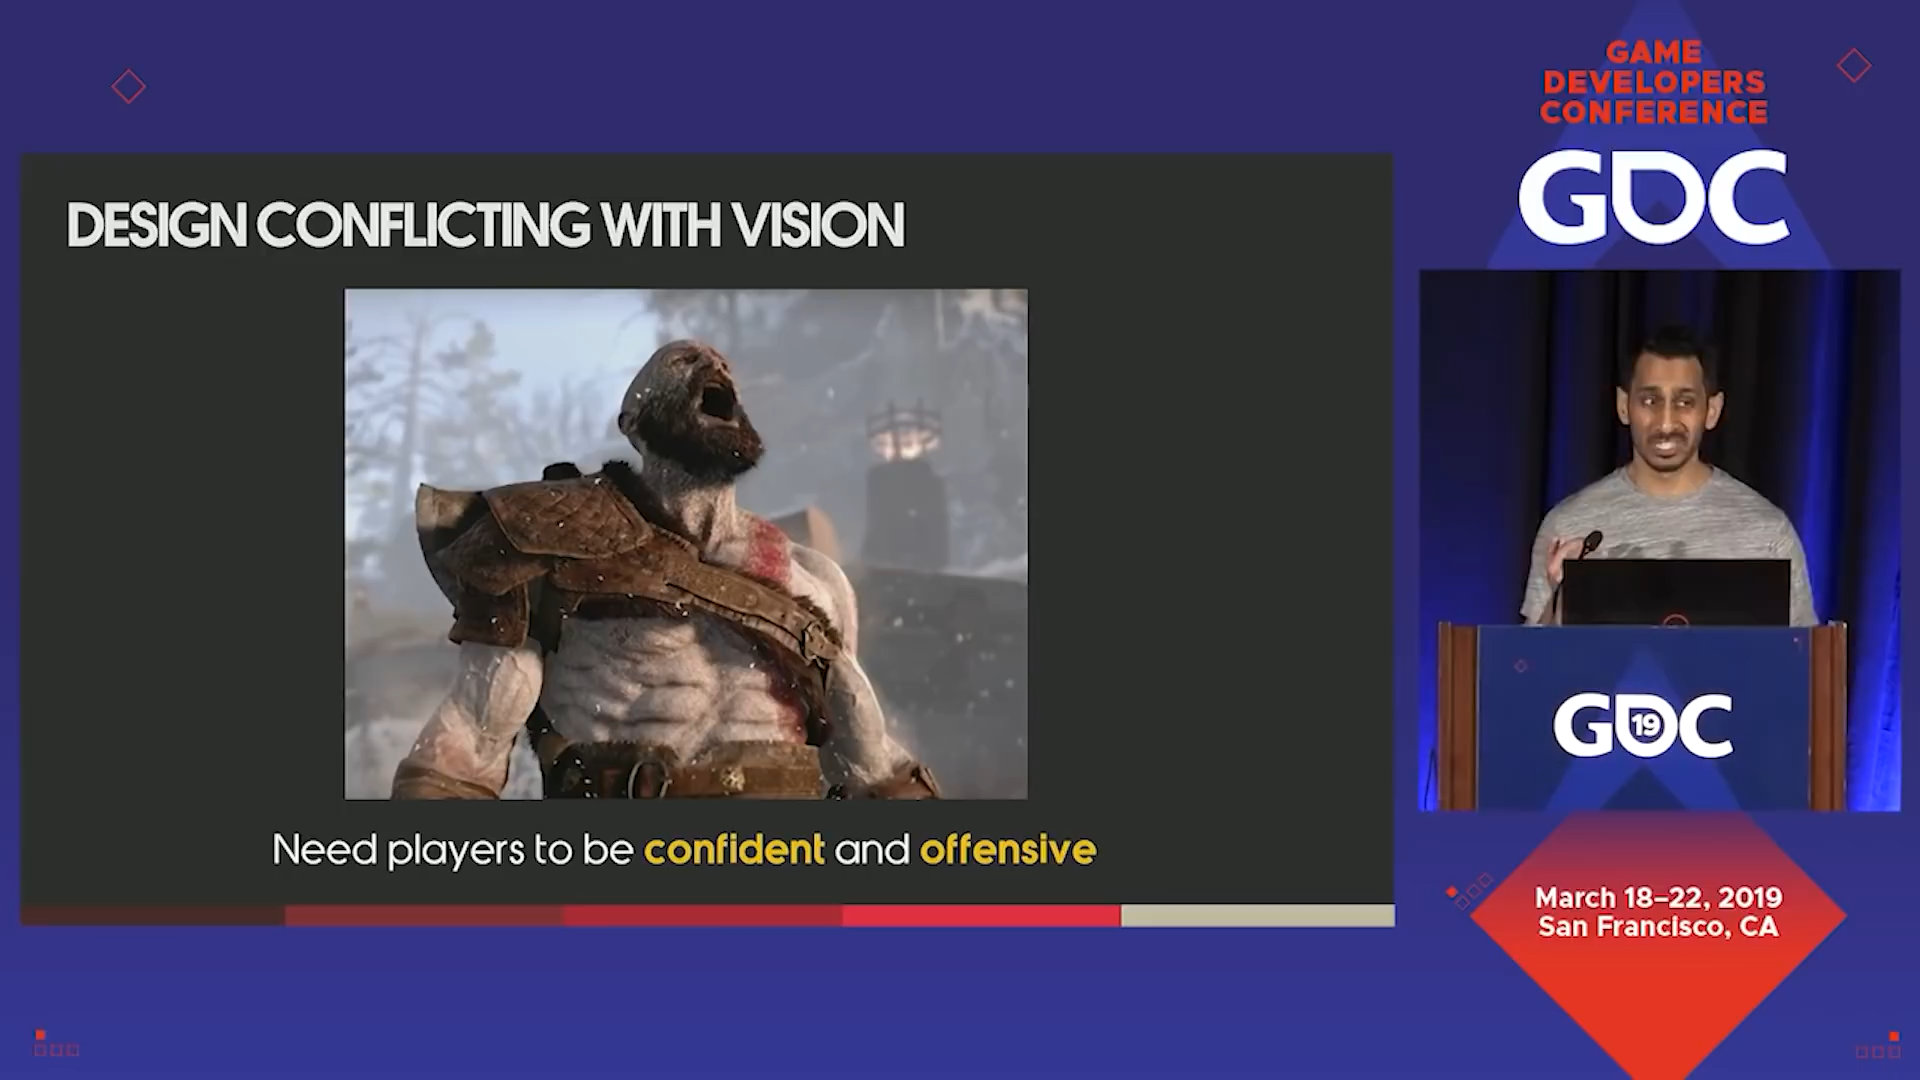 GAME
DEVELOPERS
CONFERENCE
GDC
DESIGN CONFLICTING WITH VISION
Need players to be confident and offensive
GDC
19
March 18–22, 2019
San Francisco, CA